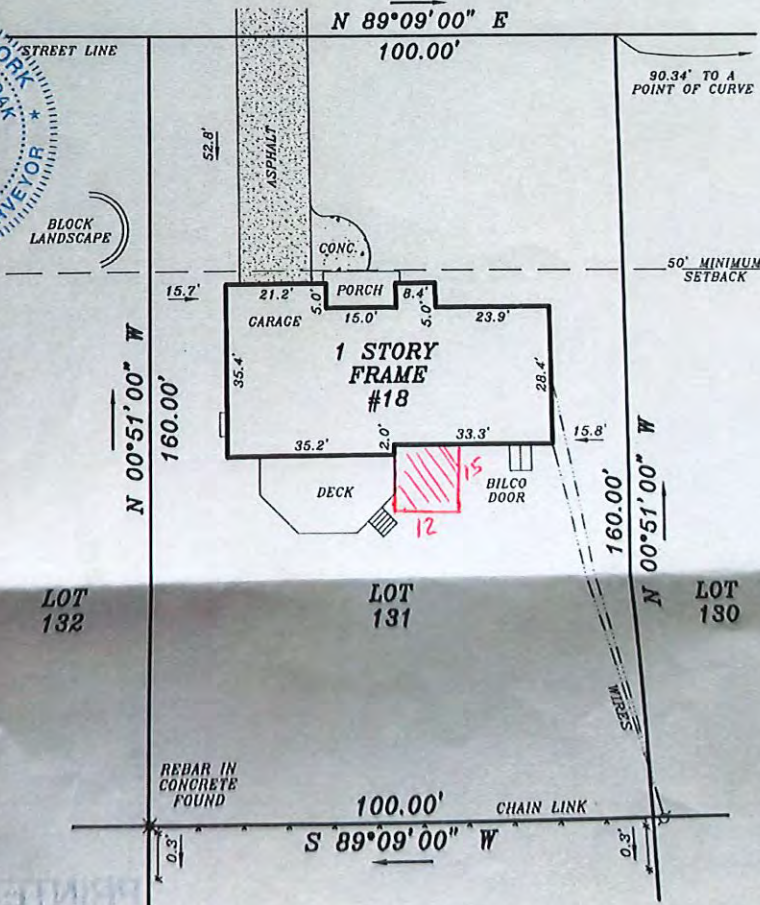 N 89°09'00" E
STREET LINE
100.00'
90.34' TO A
POINT OF CURVE
VEYOR
★
52.8'
ASPHALT
BLOCK
LANDSCAPE
CONC.
50' MINIMUM
SETBACK
15.7'
21.2'
5.0'
PORCH
8.4'
5.0'
GARAGE
15.0'
23.9'
1 STORY
FRAME
#18
35.4'
28.4'
N 00°51'00" W
160.00'
35.2'
2.0'
33.3'
15.8'
DECK
15
12
BILCO
DOOR
160.00'
N 00°51'00" W
LOT
132
LOT
131
LOT
130
WIRES
REBAR IN
CONCRETE
FOUND
100.00'
CHAIN LINK
0.3'
S 89°09'00" W
0.3'